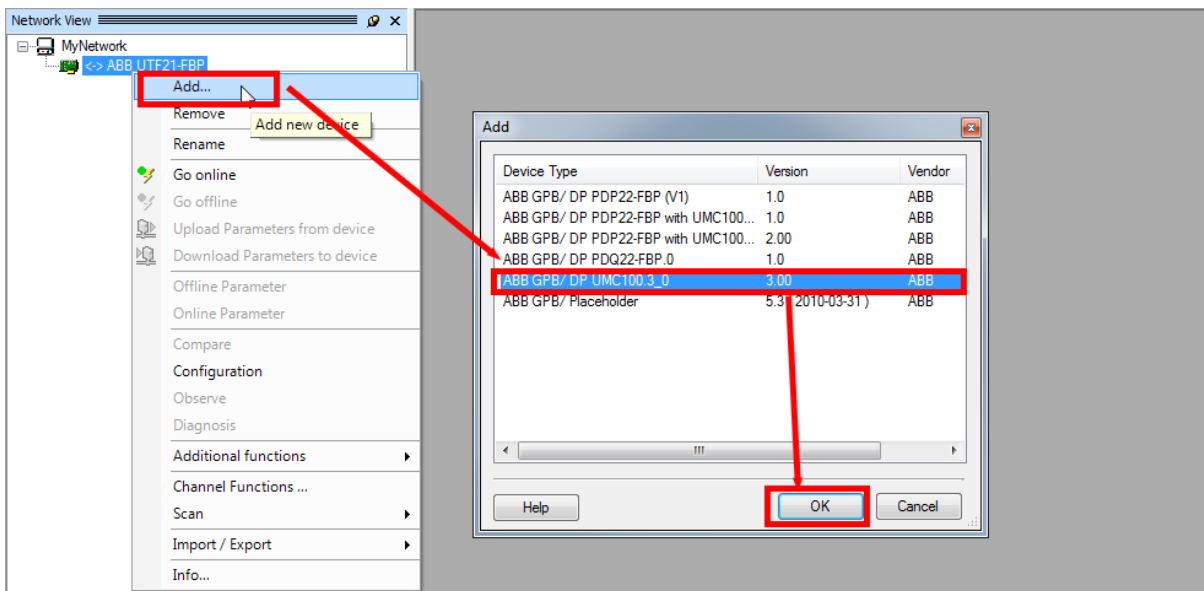 Network View
MyNetwork
<-> ABB UTF21-FBP
Add...
Remove
Add new device
Rename
Go online
Go offline
Upload Parameters from device
Download Parameters to device
Offline Parameter
Online Parameter
Compare
Configuration
Observe
Diagnosis
Additional functions
Channel Functions ...
Scan
Import / Export
Info...
Add
Device Type Version Vendor
ABB GPB/ DP PDP22-FBP (V1) 1.0 ABB
ABB GPB/ DP PDP22-FBP with UMC100... 1.0 ABB
ABB GPB/ DP PDP22-FBP with UMC100... 2.00 ABB
ABB GPB/ DP PDQ22-FBP.0 1.0 ABB
ABB GPB/ DP UMC100.3_0 3.00 ABB
ABB GPB/ Placeholder 5.3 2010-03-31 ) ABB
Help OK Cancel